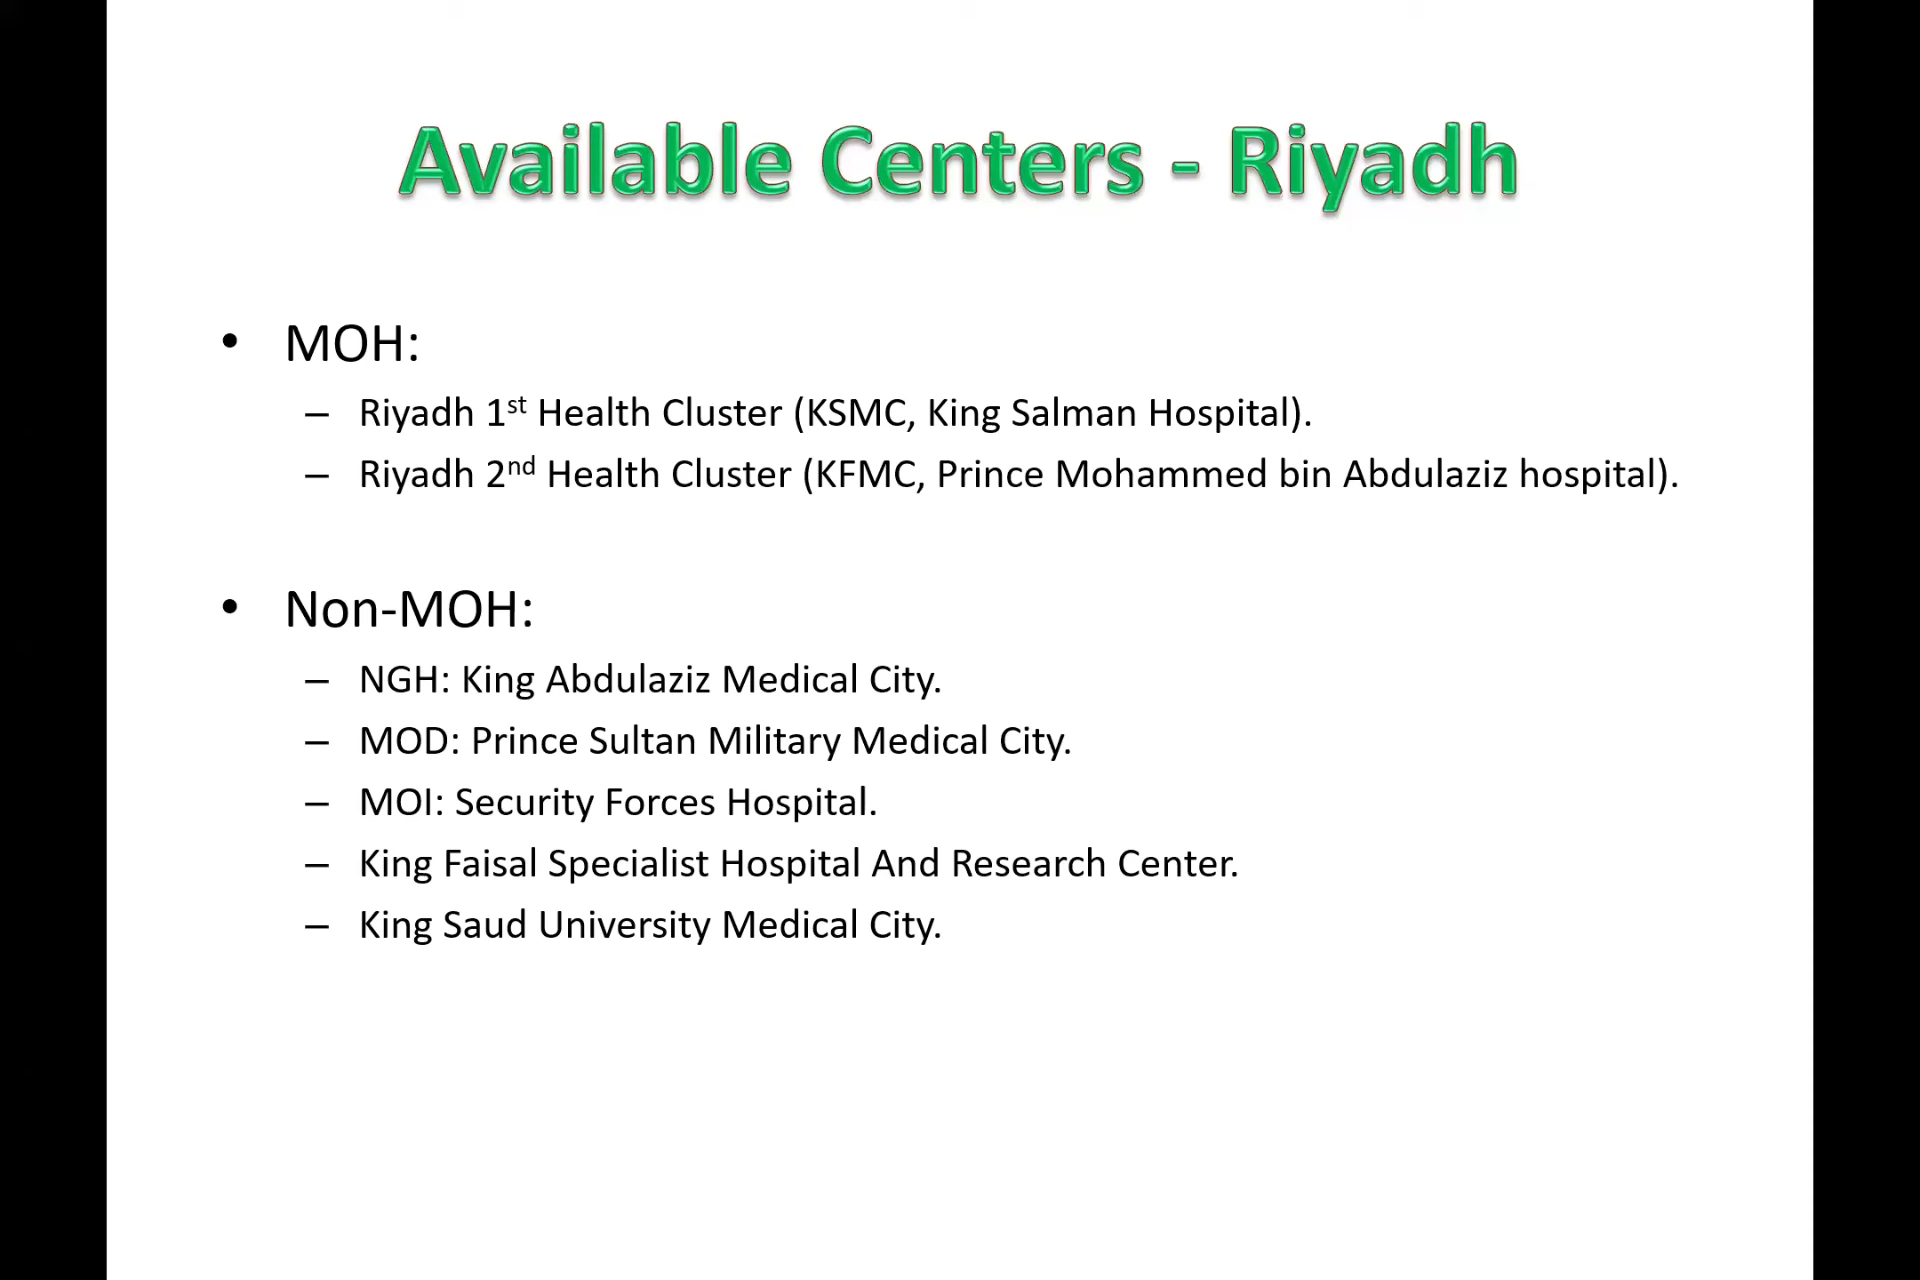 Available Centers - Riyadh
• MOH:
– Riyadh 1st Health Cluster (KSMC, King Salman Hospital).
– Riyadh 2nd Health Cluster (KFMC, Prince Mohammed bin Abdulaziz hospital).
• Non-MOH:
– NGH: King Abdulaziz Medical City.
– MOD: Prince Sultan Military Medical City.
– MOI: Security Forces Hospital.
– King Faisal Specialist Hospital And Research Center.
– King Saud University Medical City.